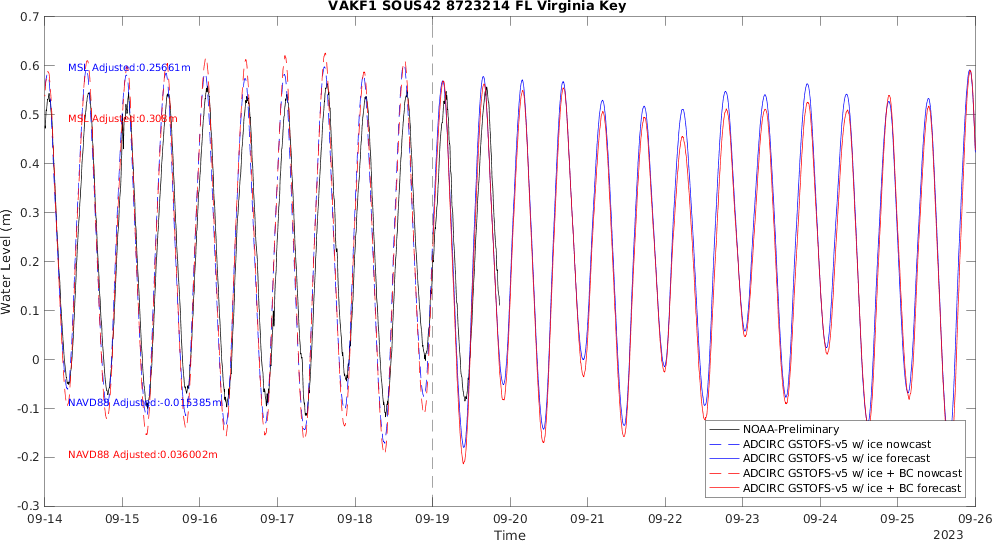 VAKF1 SOUS42 8723214 FL Virginia Key
0.7
0.6
0.5
0.4
0.3
0.2
0.1
0
-0.1
-0.2
-0.3
Water Level (m)
MSL Adjusted:0.25661m
MSL Adjusted:0.308m
NAVD88 Adjusted:-0.015385m
NAVD88 Adjusted:0.036002m
NOAA-Preliminary
ADCIRC GSTOFS-v5 w/ ice nowcast
ADCIRC GSTOFS-v5 w/ ice forecast
ADCIRC GSTOFS-v5 w/ ice + BC nowcast
ADCIRC GSTOFS-v5 w/ ice + BC forecast
09-14 09-15 09-16 09-17 09-18 09-19 09-20 09-21 09-22 09-23 09-24 09-25 09-26
Time
2023